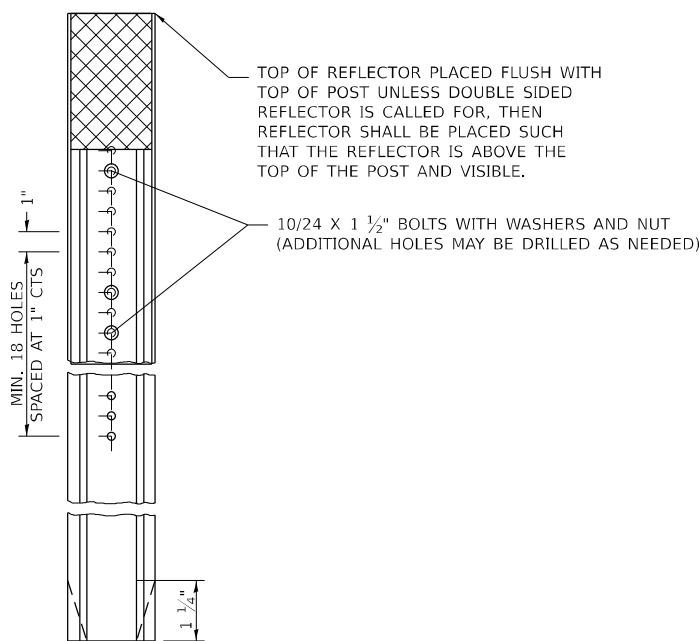 TOP OF REFLECTOR PLACED FLUSH WITH
TOP OF POST UNLESS DOUBLE SIDED
REFLECTOR IS CALLED FOR, THEN
REFLECTOR SHALL BE PLACED SUCH
THAT THE REFLECTOR IS ABOVE THE
TOP OF THE POST AND VISIBLE.
1"
10/24 X 1 ½" BOLTS WITH WASHERS AND NUT
(ADDITIONAL HOLES MAY BE DRILLED AS NEEDED)
MIN. 18 HOLES
SPACED AT 1" CTS
1 ¼"